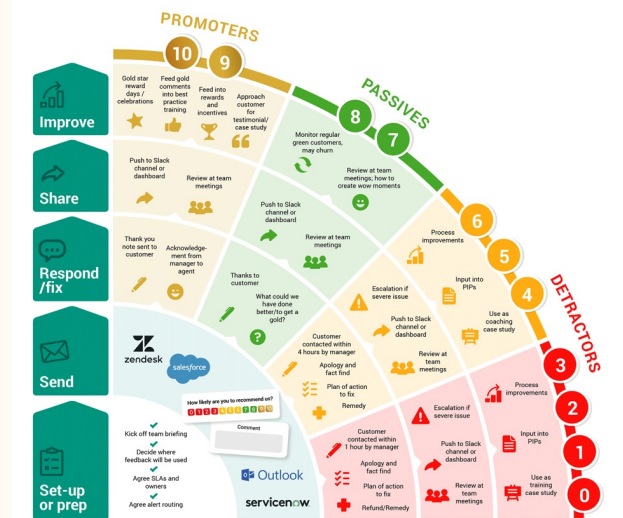 PROMOTERS
10
9
PASSIVES
8
7
6
5
4
DETRACTORS
3
2
1
0
Improve
Gold star
reward
days /
celebrations
Feed gold
comments
into best
practice
training
Feed into
rewards
and
incentives
Approach
customer
for
testimonial/
case study
Monitor regular
green customers,
may churn
Review at team
meetings; how to
create wow moments
Process
improvements
Input into
PIPs
Use as
coaching
case study
Process
improvements
Input into
PIPs
Use as
training
case study
Share
Push to Slack
channel or
dashboard
Review at team
meetings
Push to Slack
channel or
dashboard
Review at team
meetings
Escalation if
severe issue
Push to Slack
channel or
dashboard
Review at
team
meetings
Escalation if
severe issue
Push to Slack
channel or
dashboard
Review at
team
meetings
Respond
/fix
Thank you
note sent to
customer
Acknowledge-
ment from
manager to
agent
Thanks to
customer
What could we
have done
better/to get a
gold?
?
Customer
contacted within
4 hours by manager
Apology and
fact find
Plan of action
to fix
Remedy
Customer
contacted within
1 hour by manager
Apology and
fact find
Plan of action
to fix
Refund/Remedy
Send
zendesk
salesforce
How likely are you to recommend us?
0 1 2 3 4 5 6 7 8 9 10
Comment
Outlook
servicenow
Set-up
or prep
Kick off team briefing
Decide where
feedback will be used
Agree SLAs and
owners
Agree alert routing